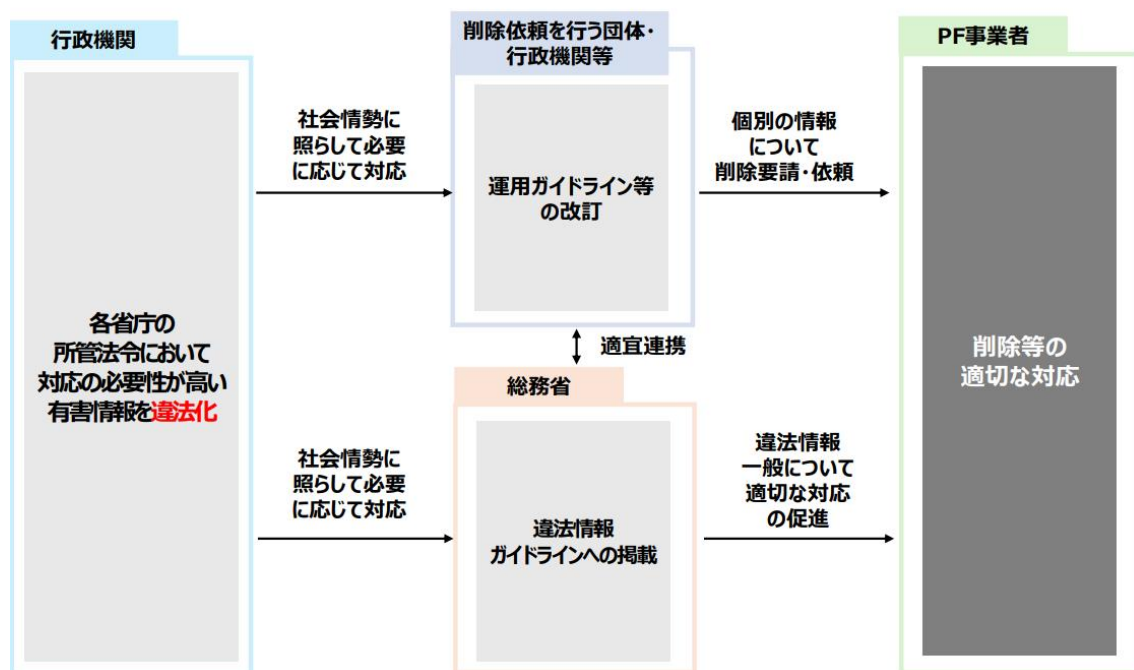 行政機関
各省庁の
所管法令において
対応の必要性が高い
有害情報を違法化
社会情勢に
照らして必要
に応じて対応
社会情勢に
照らして必要
に応じて対応
削除依頼を行う団体・
行政機関等
運用ガイドライン等
の改訂
適宜連携
総務省
違法情報
ガイドラインへの掲載
個別の情報
について
削除要請・依頼
違法情報
一般について
適切な対応
の促進
PF事業者
削除等の
適切な対応